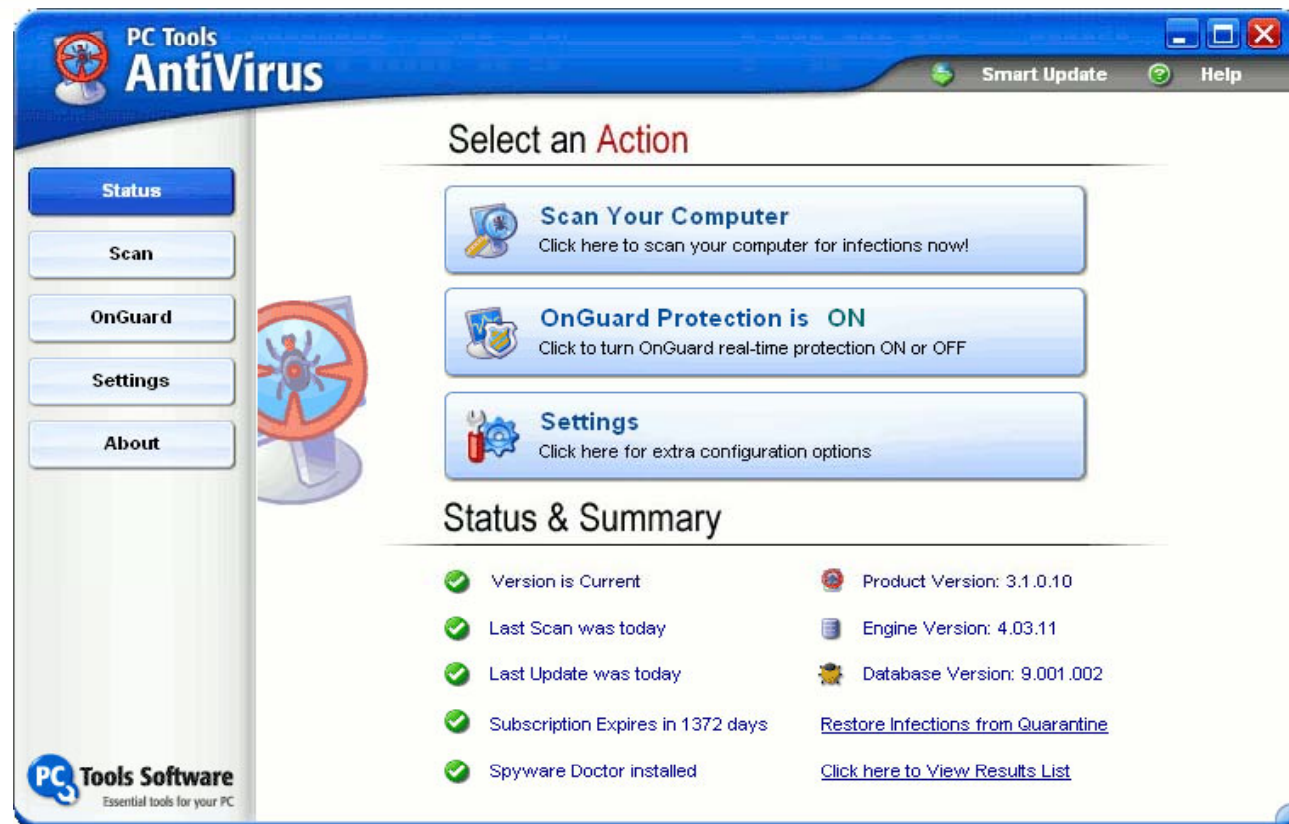 PC Tools
AntiVirus
Smart Update
Help
Status
Scan
OnGuard
Settings
About
Select an Action
Scan Your Computer
Click here to scan your computer for infections now!
OnGuard Protection is ON
Click to turn OnGuard real-time protection ON or OFF
Settings
Click here for extra configuration options
Status & Summary
Version is Current
Product Version: 3.1.0.10
Last Scan was today
Engine Version: 4.03.11
Last Update was today
Database Version: 9.001.002
Subscription Expires in 1372 days
Restore Infections from Quarantine
Spyware Doctor installed
Click here to View Results List
PC Tools Software
Essential tools for your PC